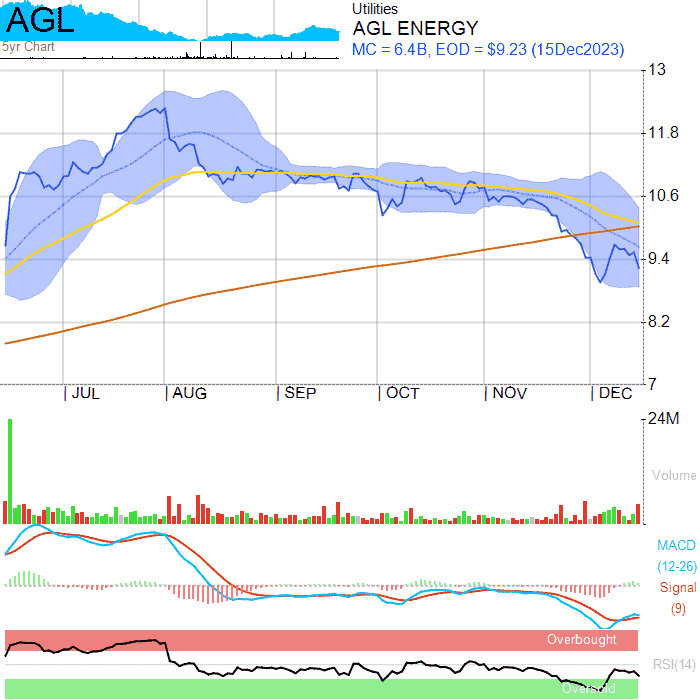 AGL
5yr Chart
Utilities
AGL ENERGY
MC = 6.4B, EOD = $9.23 (15Dec2023)
13
11.8
10.6
9.4
8.2
7
JUL
AUG
SEP
OCT
NOV
DEC
24M
Volume
MACD
(12-26)
Signal
(9)
Overbought
RSI(14)
Oversold